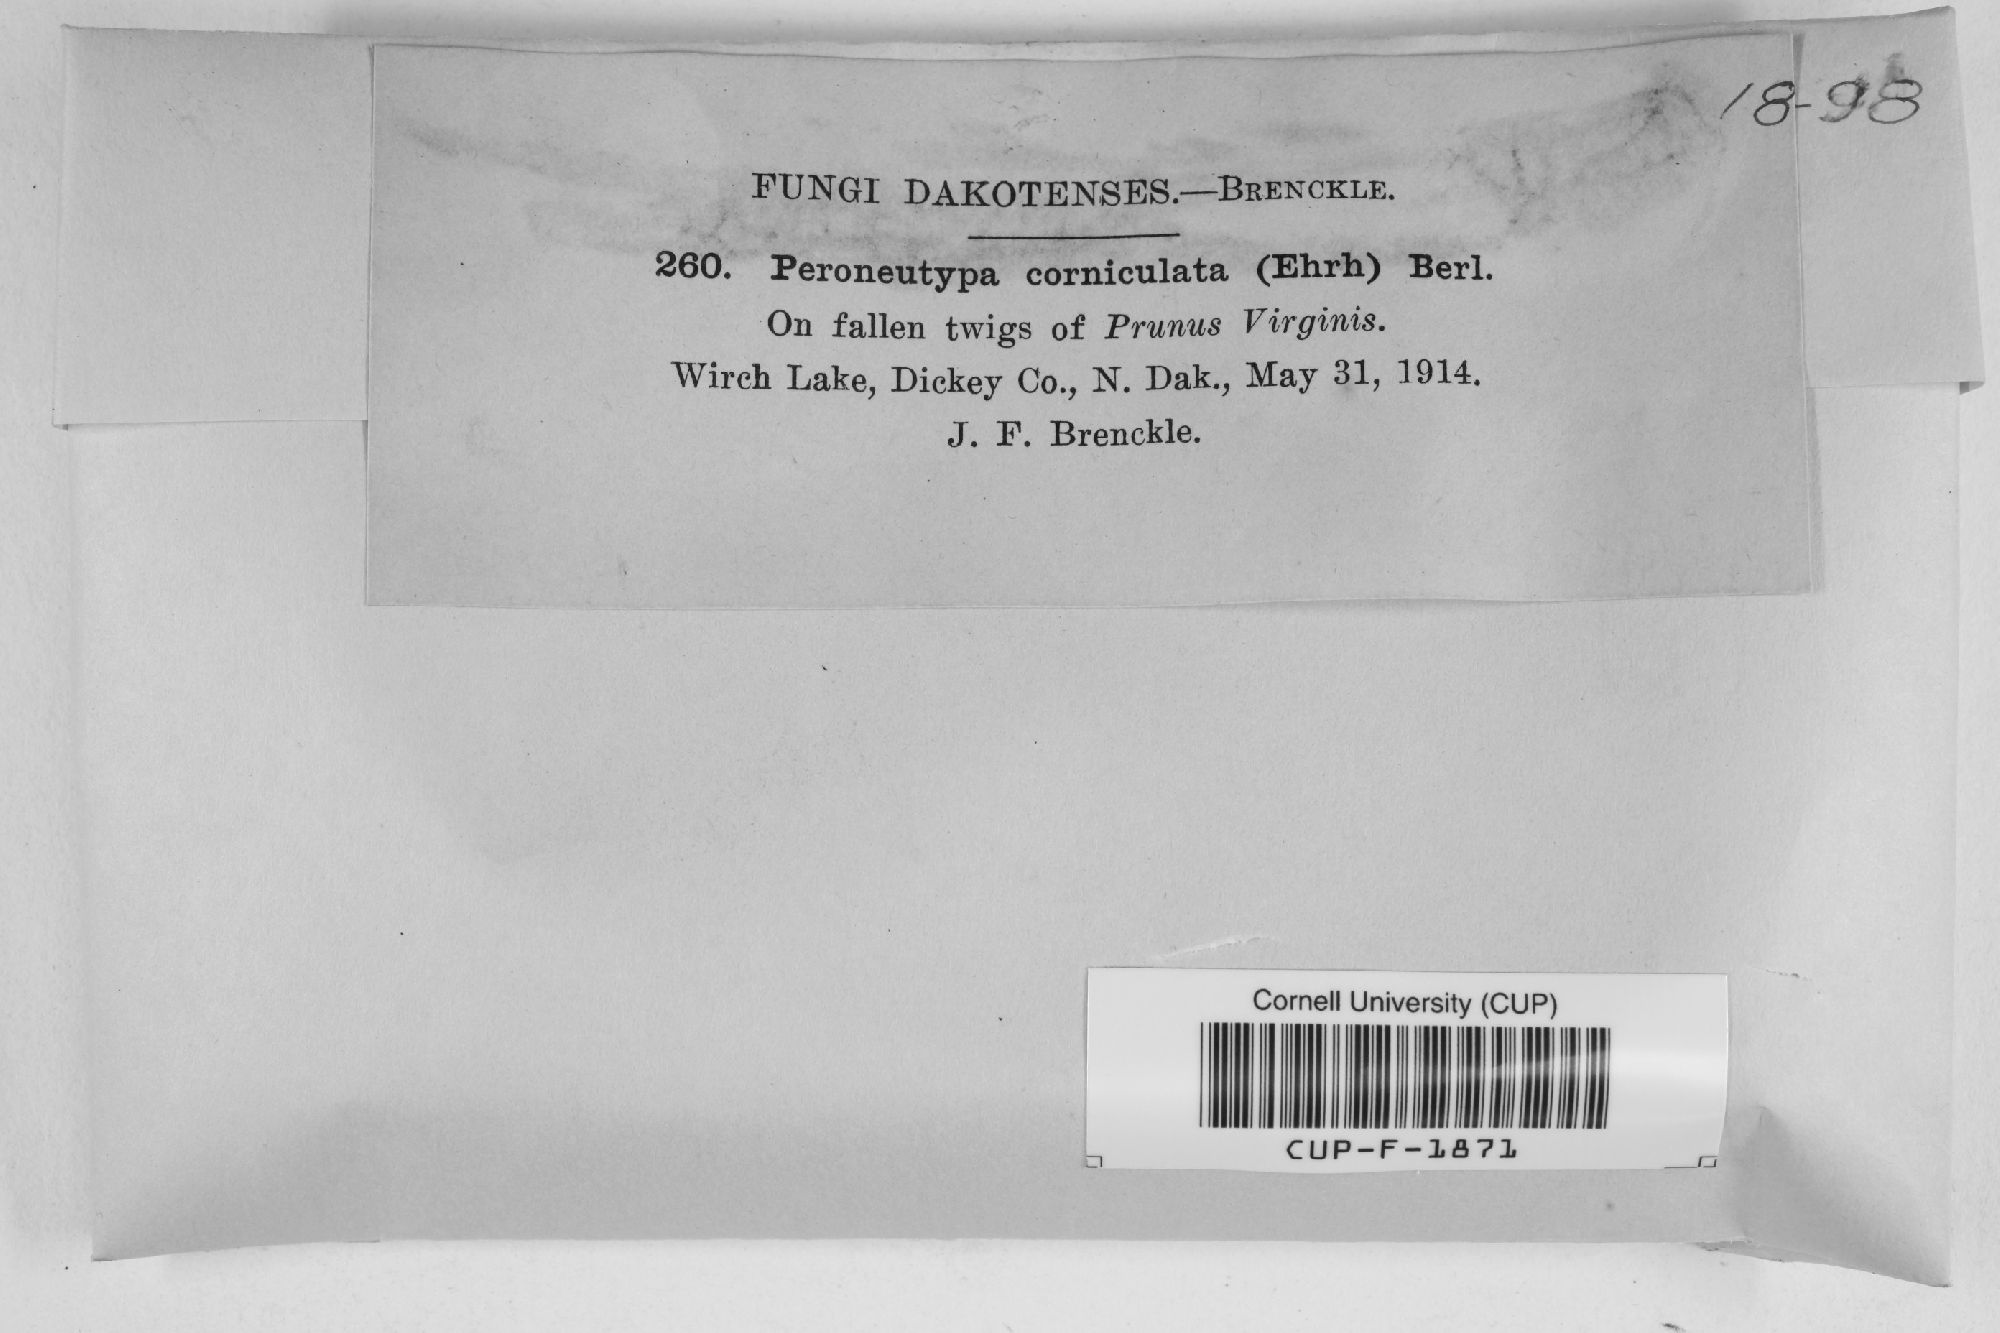 18-98
FUNGI DAKOTENSES.—BRENCKLE.
260. Peroneutypa corniculata (Ehrh) Berl.
On fallen twigs of Prunus Virginis.
Wirch Lake, Dickey Co., N. Dak., May 31, 1914.
J. F. Brenckle.
Cornell University (CUP)
CUP-F-1871